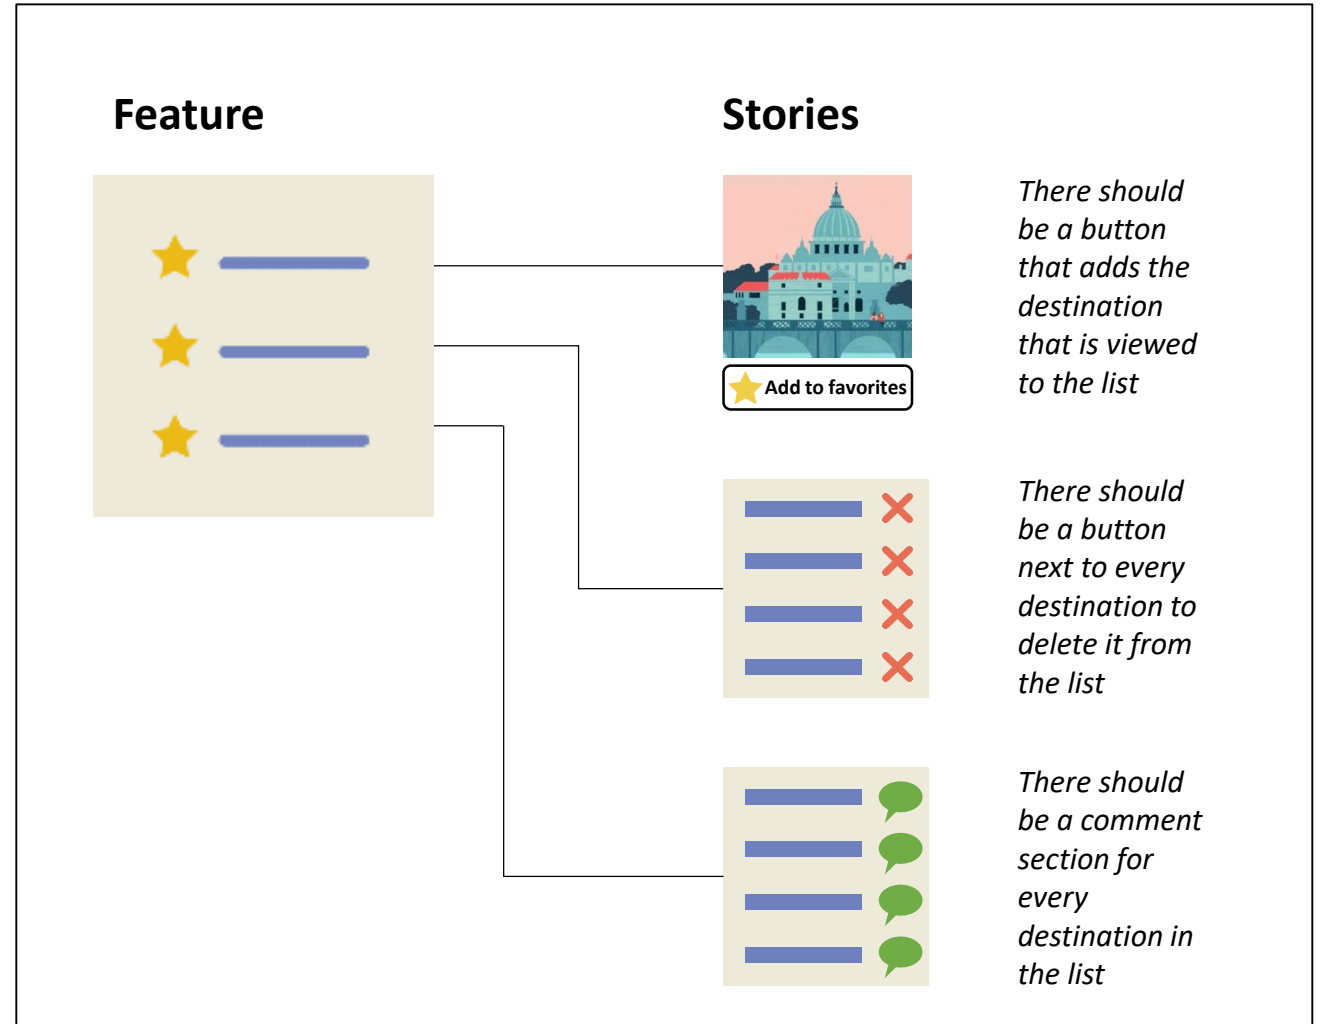 Feature
Stories
There should
be a button
that adds the
destination
that is viewed
to the list
Add to favorites
There should
be a button
next to every
destination to
delete it from
the list
There should
be a comment
section for
every
destination in
the list